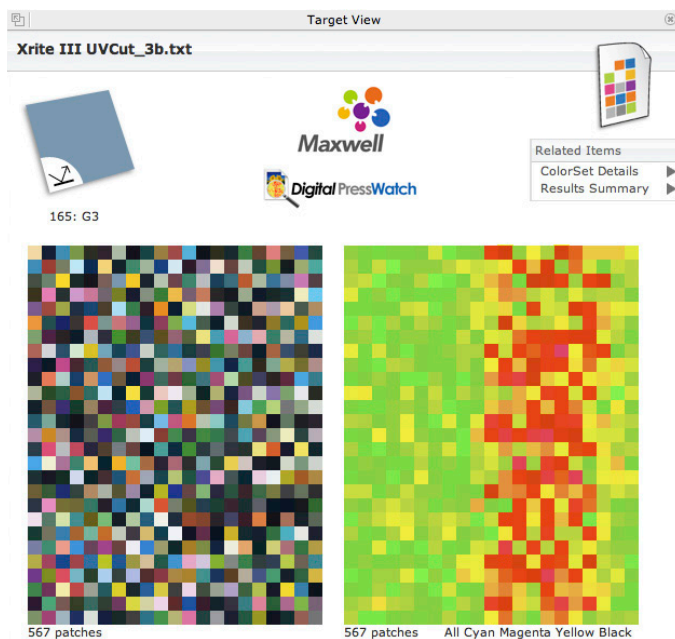 Target View
Xrite III UVCut_3b.txt
Maxwell
Digital PressWatch
Related Items
ColorSet Details
Results Summary
165: G3
567 patches
567 patches All Cyan Magenta Yellow Black